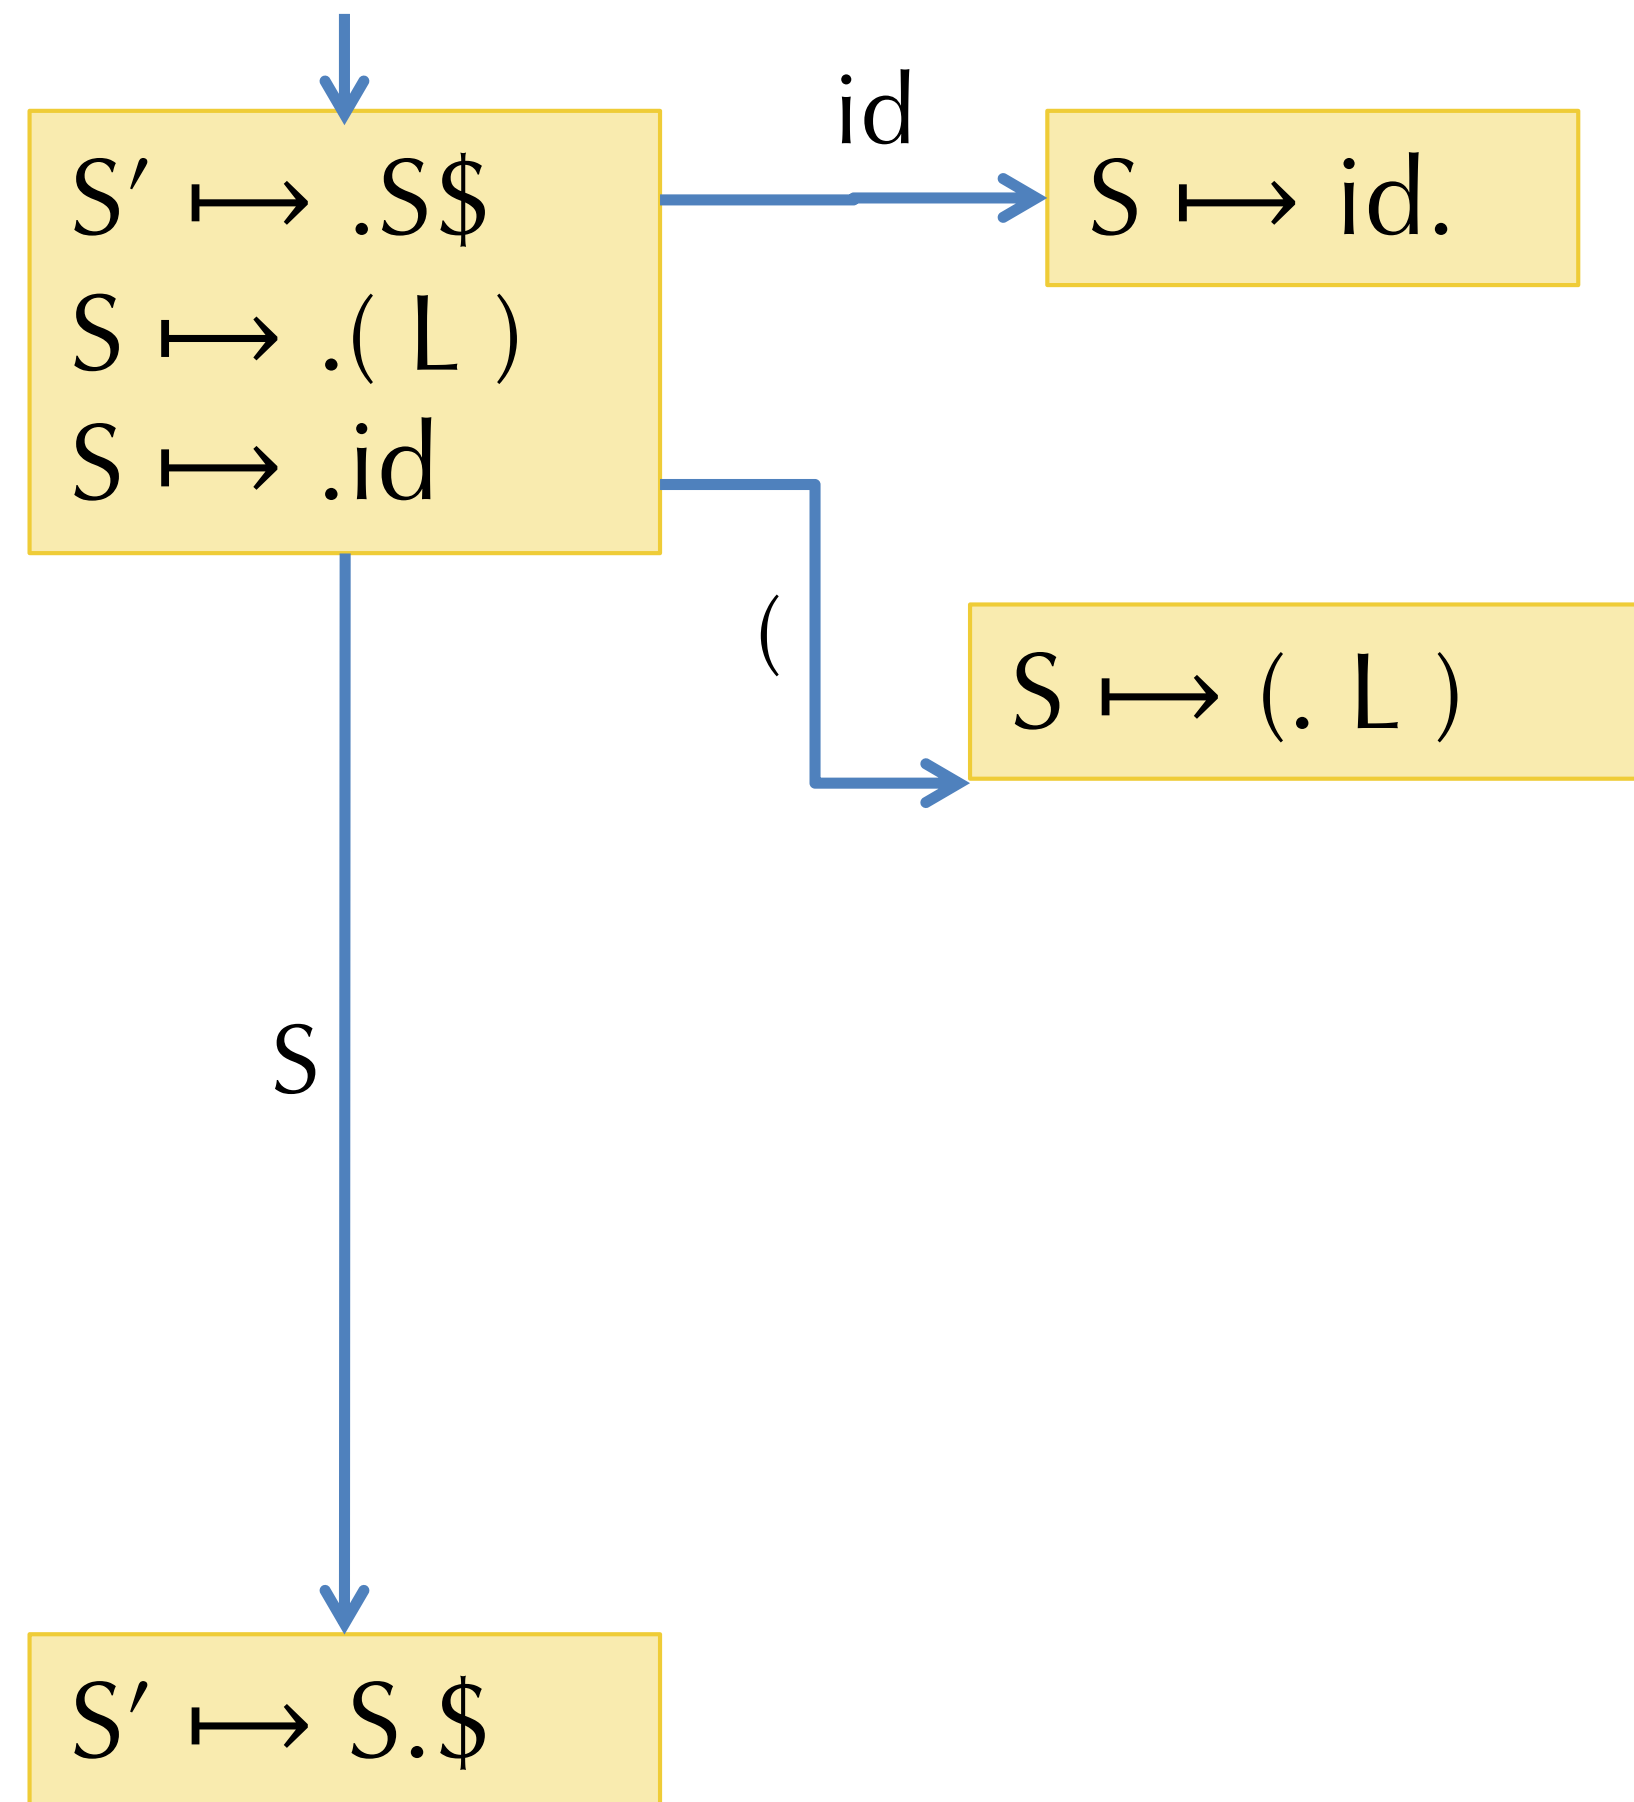 id
S′ ⟼ .S$
S ⟼ .( L )
S ⟼ .id
S ⟼ id.
(
S ⟼ (. L )
S
S′ ⟼ S.$